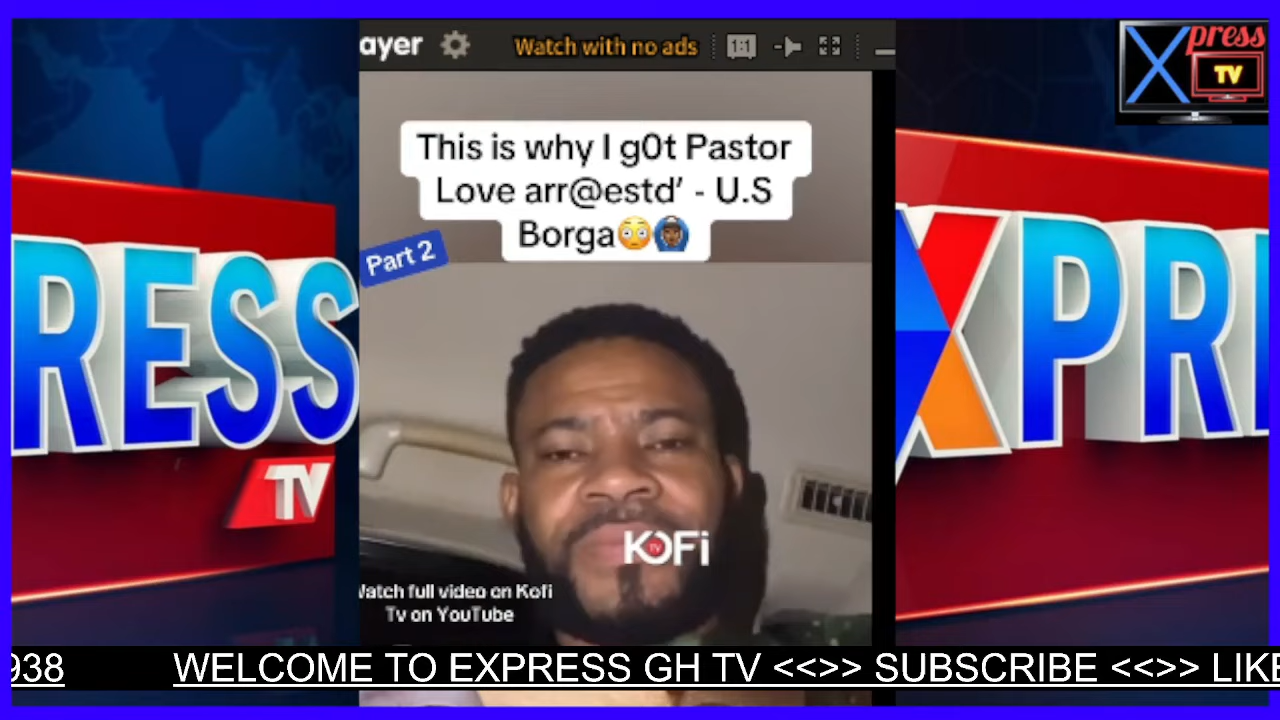 ayer
Watch with no ads
1:1
Xpress
TV
This is why I g0t Pastor
Love arr@estd’ - U.S
Borga😳👮🏾
Part 2
RESS
TV
XPR
KOFi
TV
Watch full video on Kofi
Tv on YouTube
938 WELCOME TO EXPRESS GH TV <<>> SUBSCRIBE <<>> LIKE